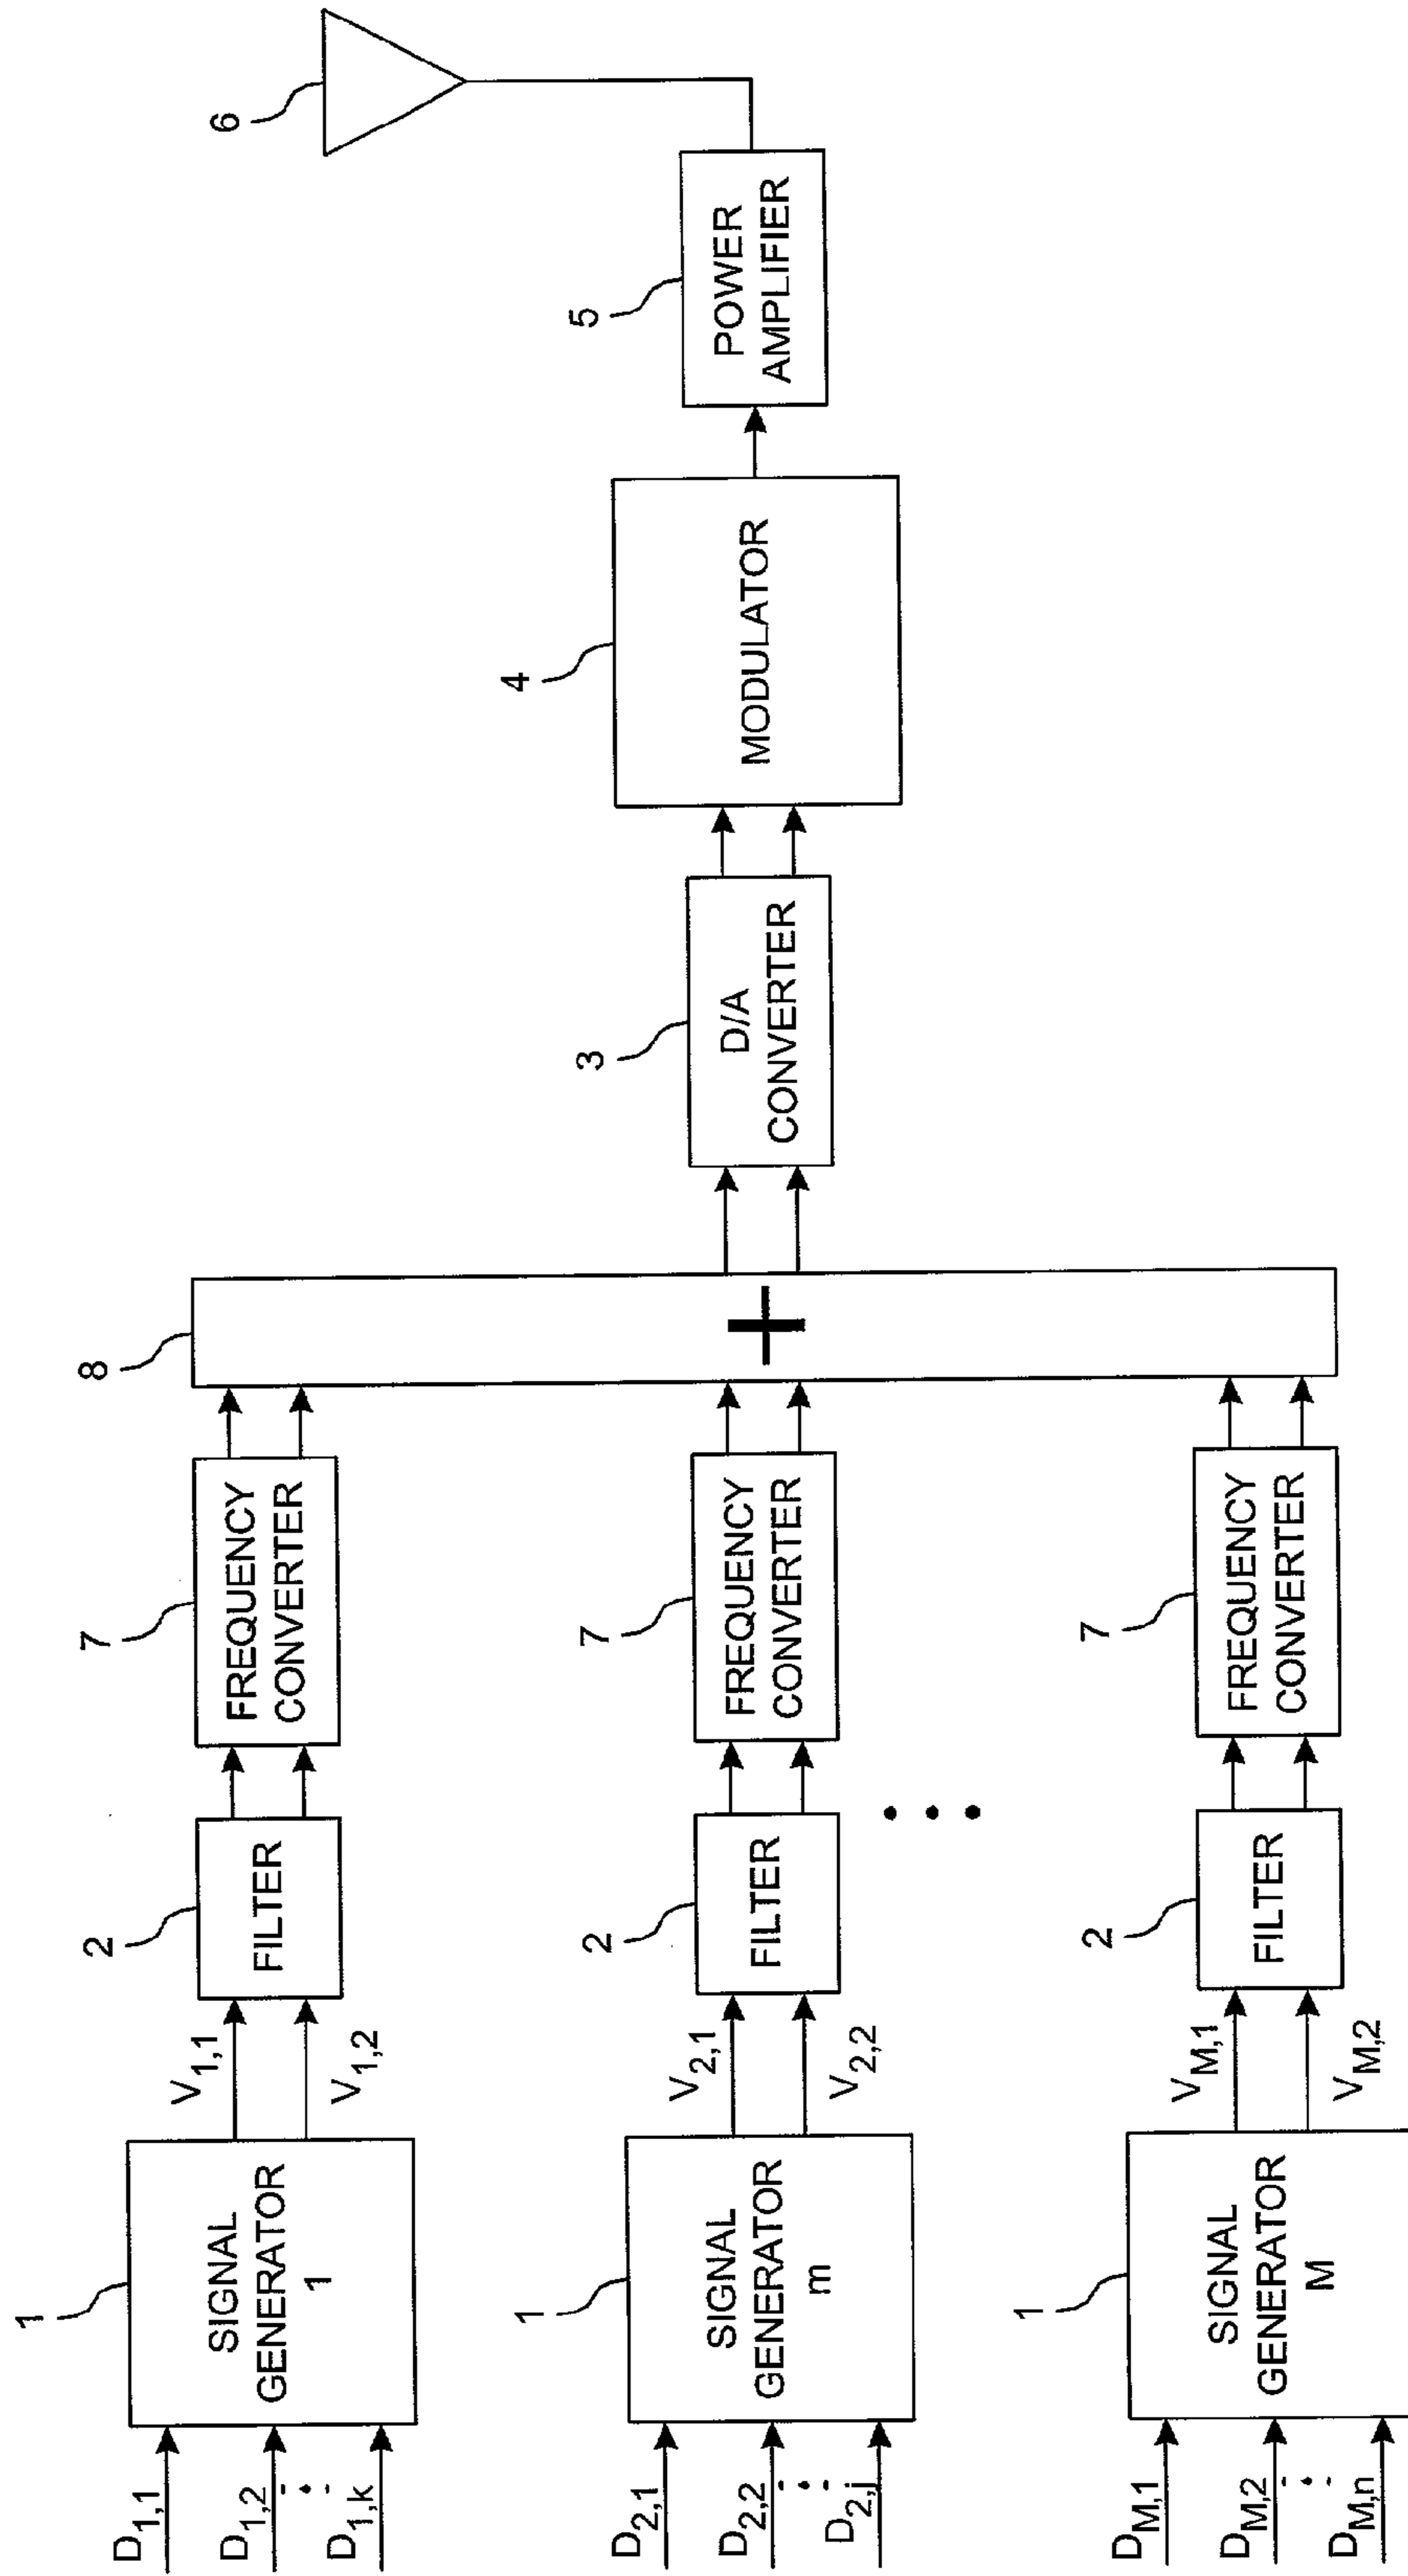 D1,1
D1,2
D1,k
1
SIGNAL
GENERATOR
1
V1,1
V1,2
2
FILTER
7
FREQUENCY
CONVERTER
D2,1
D2,2
D2,j
1
SIGNAL
GENERATOR
m
V2,1
V2,2
2
FILTER
7
FREQUENCY
CONVERTER
DM,1
DM,2
DM,n
1
SIGNAL
GENERATOR
M
VM,1
VM,2
2
FILTER
7
FREQUENCY
CONVERTER
8
+
3
D/A
CONVERTER
4
MODULATOR
5
POWER
AMPLIFIER
6